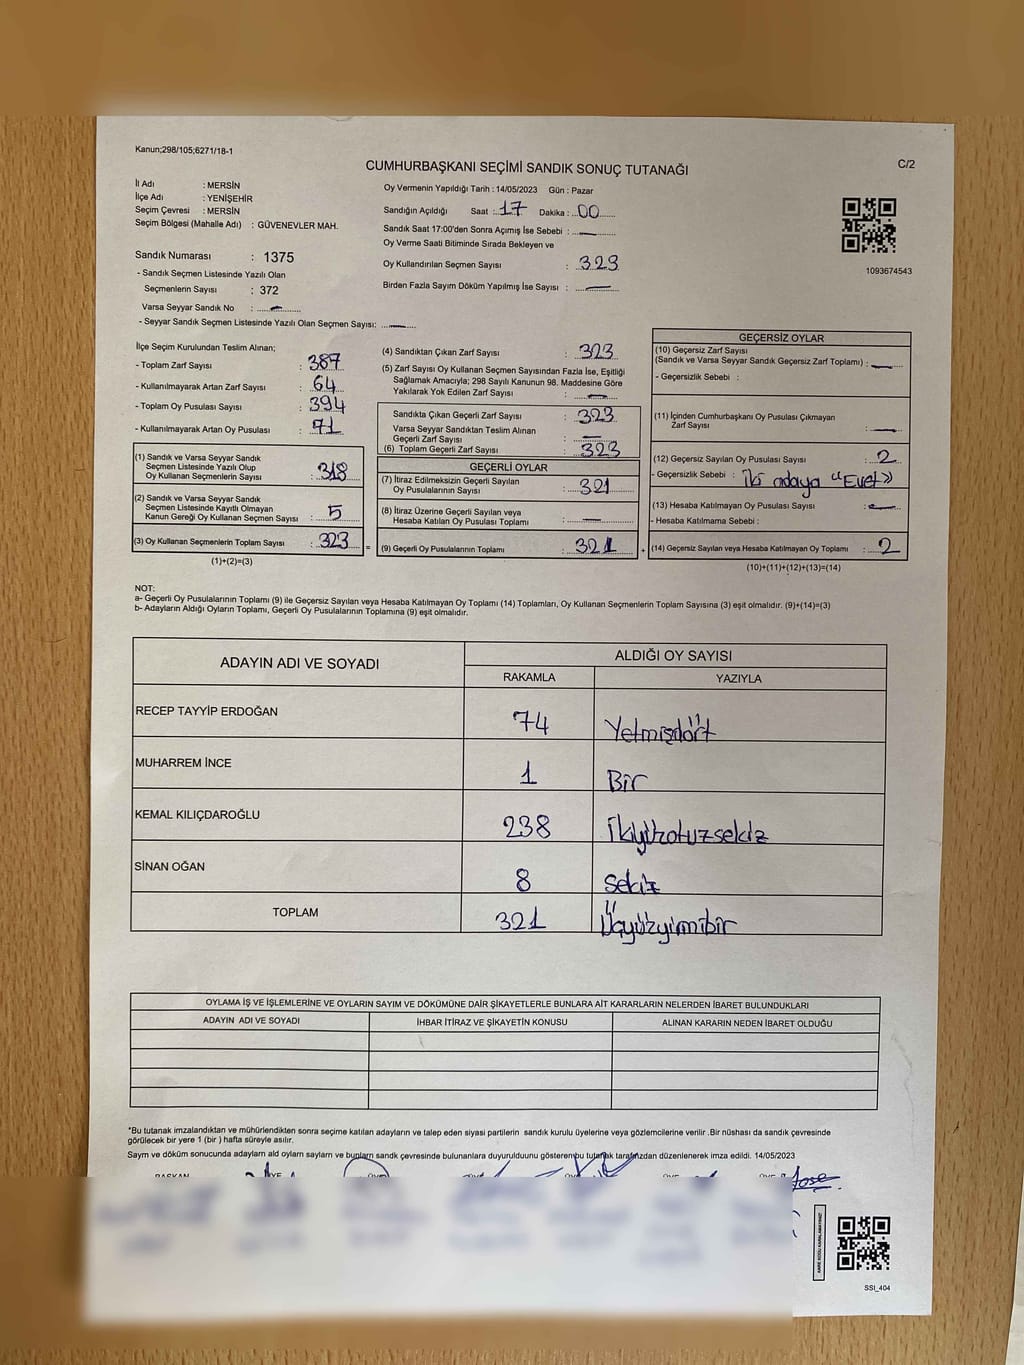 Kanun;298/105;6271/18-1
CUMHURBAŞKANI SEÇİMİ SANDIK SONUÇ TUTANAĞI
C/2
İl Adı : MERSİN
İlçe Adı : YENİŞEHİR
Seçim Çevresi : MERSİN
Seçim Bölgesi (Mahalle Adı) : GÜVENEVLER MAH.
Sandık Numarası : 1375
- Sandık Seçmen Listesinde Yazılı Olan
Seçmenlerin Sayısı : 372
Varsa Seyyar Sandık No : —
- Seyyar Sandık Seçmen Listesinde Yazılı Olan Seçmen Sayısı: —
Oy Vermenin Yapıldığı Tarih : 14/05/2023 Gün : Pazar
Sandığın Açıldığı Saat : 17 Dakika : 00
Sandık Saat 17:00'den Sonra Açımış İse Sebebi : —
Oy Verme Saati Bitiminde Sırada Bekleyen ve
Oy Kullandırılan Seçmen Sayısı : 323
Birden Fazla Sayım Döküm Yapılmış İse Sayısı : —
1093674543
İlçe Seçim Kurulundan Teslim Alınan;
- Toplam Zarf Sayısı : 387
- Kullanılmayarak Artan Zarf Sayısı : 64
- Toplam Oy Pusulası Sayısı : 394
- Kullanılmayarak Artan Oy Pusulası : 71
(1) Sandık ve Varsa Seyyar Sandık
Seçmen Listesinde Yazılı Olup
Oy Kullanan Seçmenlerin Sayısı : 318
(2) Sandık ve Varsa Seyyar Sandık
Seçmen Listesinde Kayıtlı Olmayan
Kanun Gereği Oy Kullanan Seçmen Sayısı : 5
(3) Oy Kullanan Seçmenlerin Toplam Sayısı : 323
(1)+(2)=(3)
(4) Sandıktan Çıkan Zarf Sayısı : 323
(5) Zarf Sayısı Oy Kullanan Seçmen Sayısından Fazla İse, Eşitliği
Sağlamak Amacıyla; 298 Sayılı Kanunun 98. Maddesine Göre
Yakılarak Yok Edilen Zarf Sayısı : —
Sandıkta Çıkan Geçerli Zarf Sayısı : 323
Varsa Seyyar Sandıktan Teslim Alınan
Geçerli Zarf Sayısı : —
(6) Toplam Geçerli Zarf Sayısı : 323
GEÇERLİ OYLAR
(7) İtiraz Edilmeksizin Geçerli Sayılan
Oy Pusulalarının Sayısı : 321
(8) İtiraz Üzerine Geçerli Sayılan veya
Hesaba Katılan Oy Pusulası Toplamı : —
= (9) Geçerli Oy Pusulalarının Toplamı : 321 +
GEÇERSİZ OYLAR
(10) Geçersiz Zarf Sayısı
(Sandık ve Varsa Seyyar Sandık Geçersiz Zarf Toplamı) : —
- Geçersizlik Sebebi :
(11) İçinden Cumhurbaşkanı Oy Pusulası Çıkmayan
Zarf Sayısı : —
(12) Geçersiz Sayılan Oy Pusulası Sayısı : 2
- Geçersizlik Sebebi : İki adaya "Evet"
(13) Hesaba Katılmayan Oy Pusulası Sayısı : —
- Hesaba Katılmama Sebebi :
(14) Geçersiz Sayılan veya Hesaba Katılmayan Oy Toplamı : 2
(10)+(11)+(12)+(13)=(14)
NOT:
a- Geçerli Oy Pusulalarının Toplamı (9) ile Geçersiz Sayılan veya Hesaba Katılmayan Oy Toplamı (14) Toplamları, Oy Kullanan Seçmenlerin Toplam Sayısına (3) eşit olmalıdır. (9)+(14)=(3)
b- Adayların Aldığı Oyların Toplamı, Geçerli Oy Pusulalarının Toplamına (9) eşit olmalıdır.
ADAYIN ADI VE SOYADI ALDIĞI OY SAYISI
RAKAMLA YAZIYLA
RECEP TAYYİP ERDOĞAN 74 Yetmişdört
MUHARREM İNCE 1 Bir
KEMAL KILIÇDAROĞLU 238 İkiyüzotuzsekiz
SİNAN OĞAN 8 Sekiz
TOPLAM 321 Üçyüzyirmibir
OYLAMA İŞ VE İŞLEMLERİNE VE OYLARIN SAYIM VE DÖKÜMÜNE DAİR ŞİKAYETLERLE BUNLARA AİT KARARLARIN NELERDEN İBARET BULUNDUKLARI
ADAYIN ADI VE SOYADI İHBAR İTİRAZ VE ŞİKAYETİN KONUSU ALINAN KARARIN NEDEN İBARET OLDUĞU
*Bu tutanak imzalandıktan ve mühürlendikten sonra seçime katılan adayların ve talep eden siyasi partilerin sandık kurulu üyelerine veya gözlemcilerine verilir .Bir nüshası da sandık çevresinde
görülecek bir yere 1 (bir ) hafta süreyle asılır.
Sayım ve döküm sonucunda adayların aldı oyların sayıları ve bunların sandk çevresinde bulunanlara duyurulduunu gösteren bu tutanak tarafmızdan düzenlenerek imza edildi. 14/05/2023
BAŞKAN
SSI_404